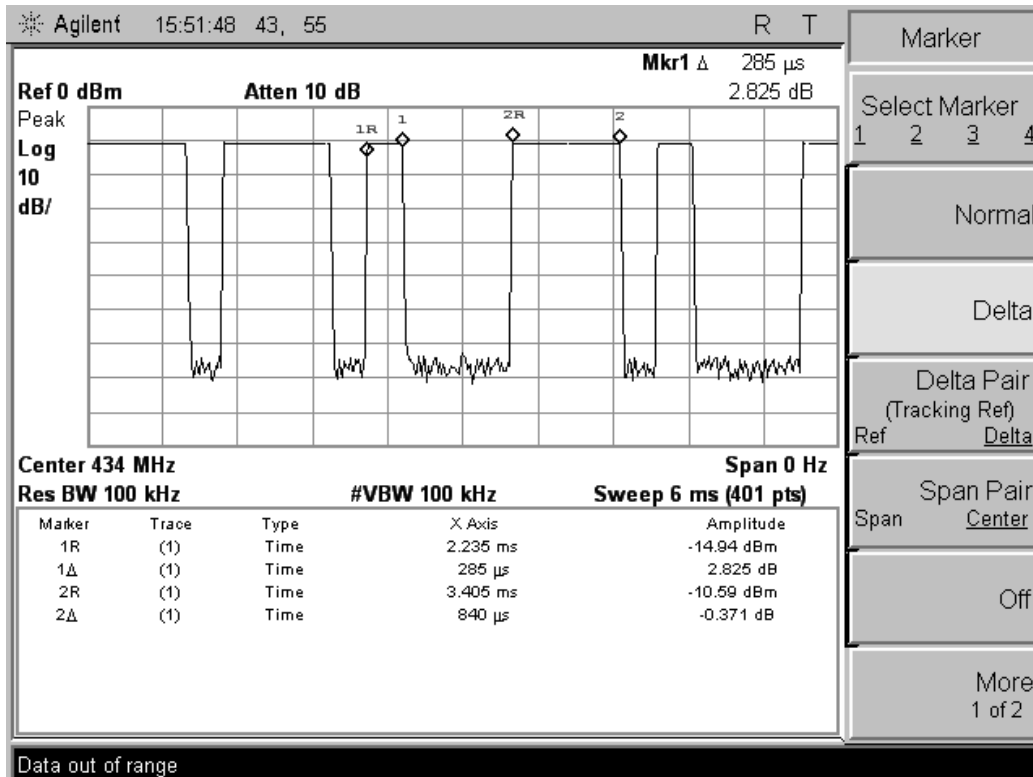 Agilent 15:51:48 43, 55 R T
Mkr1 Δ 285 μs
Ref 0 dBm Atten 10 dB 2.825 dB
Peak
Log
10
dB/
1R 1 2R 2
Center 434 MHz Span 0 Hz
Res BW 100 kHz #VBW 100 kHz Sweep 6 ms (401 pts)
Marker Trace Type X Axis Amplitude
1R (1) Time 2.235 ms -14.94 dBm
1Δ (1) Time 285 μs 2.825 dB
2R (1) Time 3.405 ms -10.59 dBm
2Δ (1) Time 840 μs -0.371 dB
Marker
Select Marker
1 2 3 4
Normal
Delta
Delta Pair
(Tracking Ref)
Ref Delta
Span Pair
Span Center
Off
More
1 of 2
Data out of range